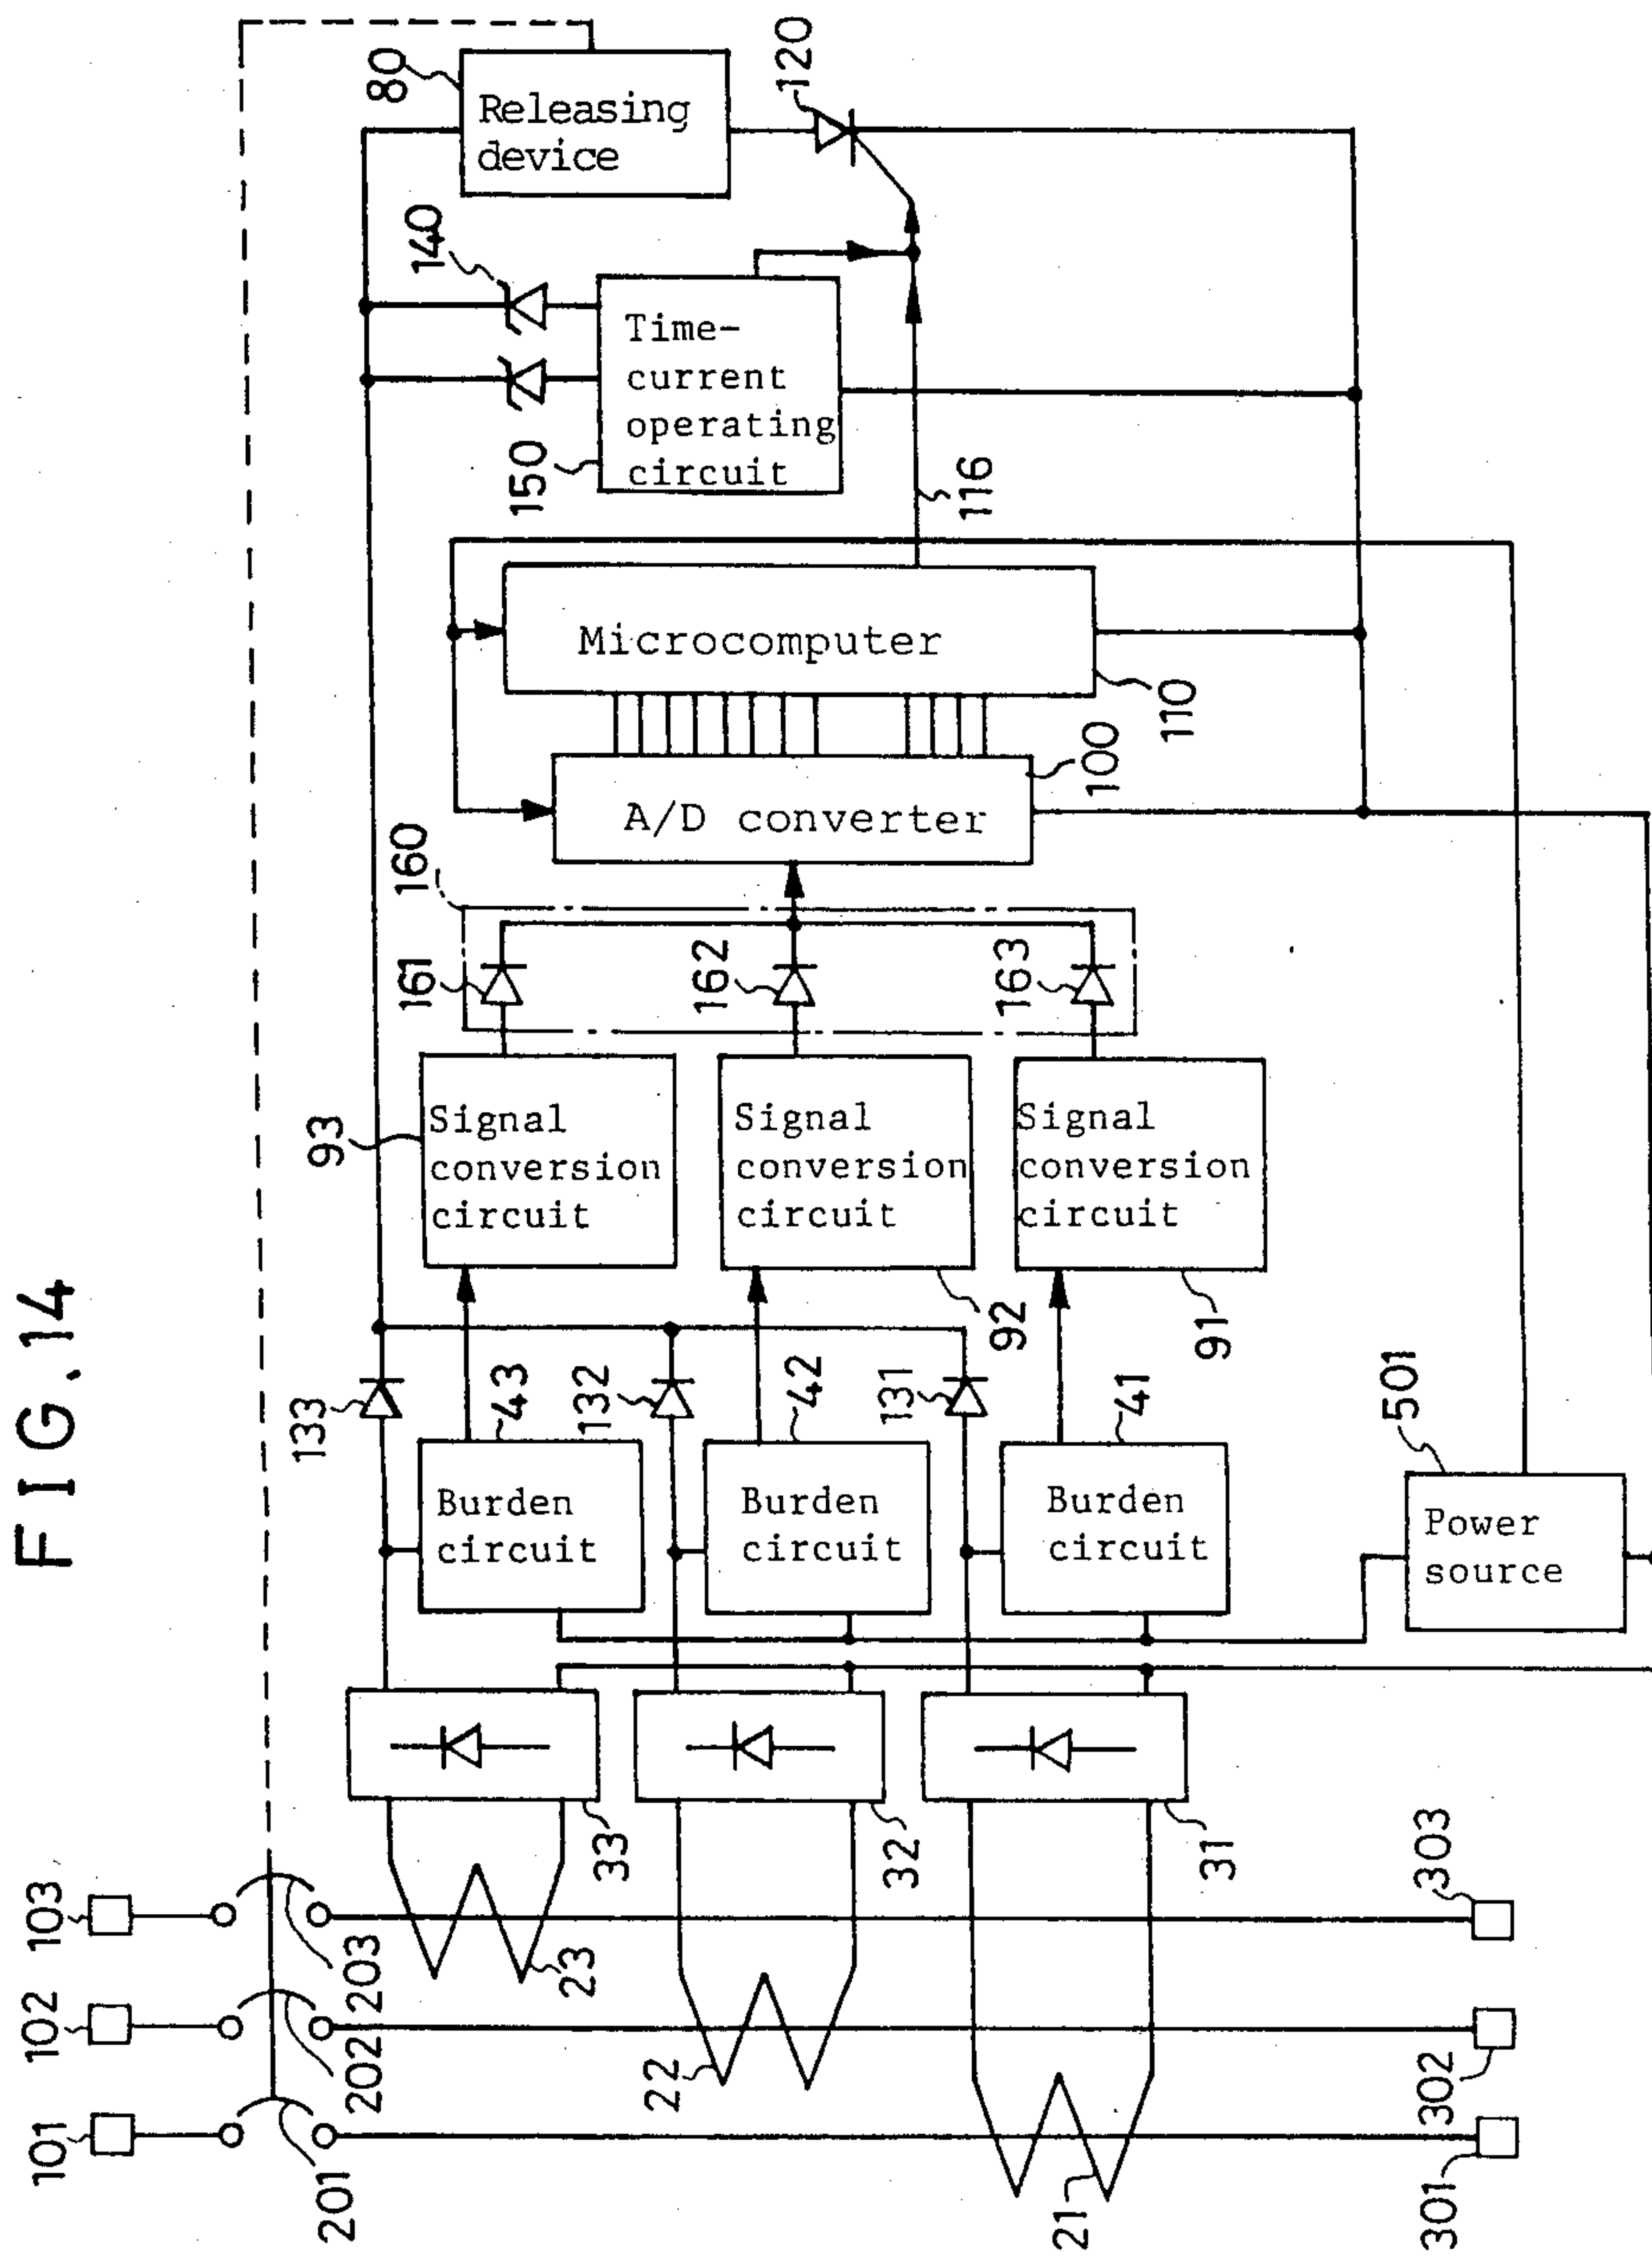 FIG.14
101
102
103
201
202
203
21
22
23
31
32
33
Burden
circuit
43
Burden
circuit
42
Burden
circuit
41
133
132
131
Signal
conversion
circuit
93
Signal
conversion
circuit
92
Signal
conversion
circuit
91
160
161
162
163
A/D converter
100
Microcomputer
110
116
Time-
current
operating
circuit
150
140
Releasing
device
80
120
Power
source
501
301
302
303